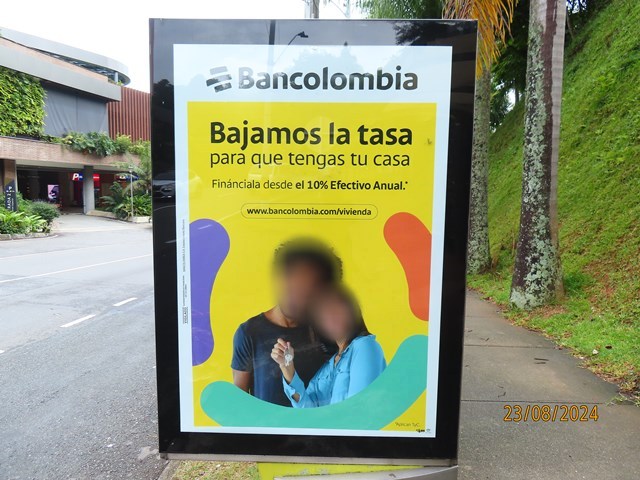 Bancolombia
Bajamos la tasa
para que tengas tu casa
Finánciala desde el 10% Efectivo Anual.*
www.bancolombia.com/vivienda
23/08/2024